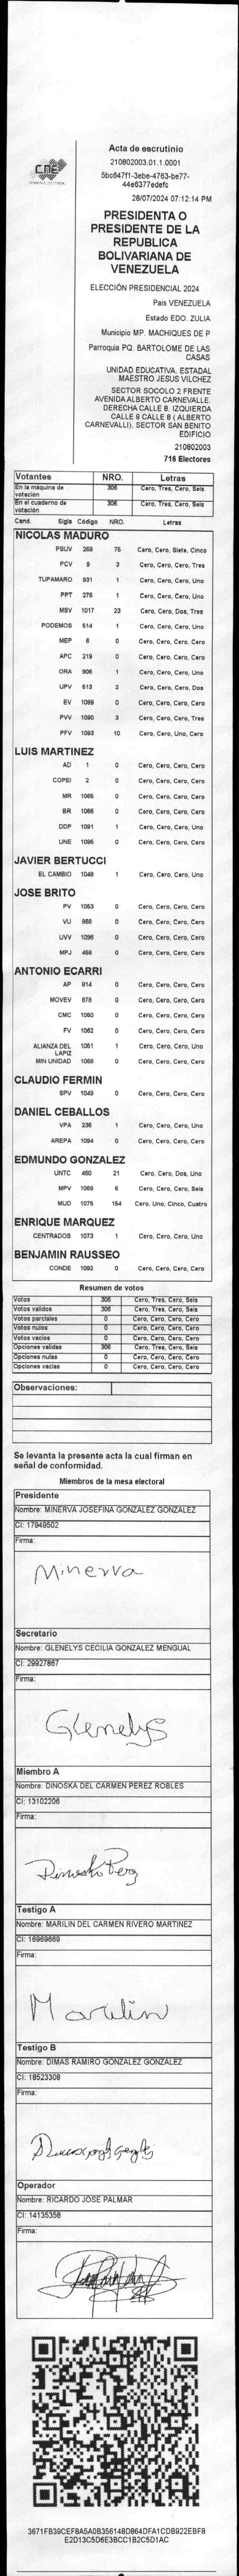 CNE
Acta de escrutinio
210802003.01.1.0001
5bc647f1-3ebe-4763-be77-
44e6377edefc
28/07/2024 07:12:14 PM
PRESIDENTA O
PRESIDENTE DE LA
REPUBLICA
BOLIVARIANA DE
VENEZUELA
ELECCIÓN PRESIDENCIAL 2024
Pais VENEZUELA
Estado EDO. ZULIA
Municipio MP. MACHIQUES DE P
Parroquia PQ. BARTOLOME DE LAS
CASAS
UNIDAD EDUCATIVA. ESTADAL
MAESTRO JESUS VILCHEZ
SECTOR SOCOLO 2 FRENTE
AVENIDA ALBERTO CARNEVALLE.
DERECHA CALLE 8. IZQUIERDA
CALLE 9 CALLE 8 ( ALBERTO
CARNEVALLI), SECTOR SAN BENITO
EDIFICIO
210802003
716 Electores
Votantes NRO. Letras
En la máquina de votación 306 Cero, Tres, Cero, Seis
En el cuaderno de votación 306 Cero, Tres, Cero, Seis
Cand. Sigla Código NRO. Letras
NICOLAS MADURO
PSUV 269 75 Cero, Cero, Siete, Cinco
PCV 9 3 Cero, Cero, Cero, Tres
TUPAMARO 931 1 Cero, Cero, Cero, Uno
PPT 276 1 Cero, Cero, Cero, Uno
MSV 1017 23 Cero, Cero, Dos, Tres
PODEMOS 514 1 Cero, Cero, Cero, Uno
MEP 6 0 Cero, Cero, Cero, Cero
APC 219 0 Cero, Cero, Cero, Cero
ORA 906 1 Cero, Cero, Cero, Uno
UPV 513 2 Cero, Cero, Cero, Dos
EV 1089 0 Cero, Cero, Cero, Cero
PVV 1090 3 Cero, Cero, Cero, Tres
PFV 1093 10 Cero, Cero, Uno, Cero
LUIS MARTINEZ
AD 1 0 Cero, Cero, Cero, Cero
COPEI 2 0 Cero, Cero, Cero, Cero
MR 1065 0 Cero, Cero, Cero, Cero
BR 1066 0 Cero, Cero, Cero, Cero
DDP 1091 1 Cero, Cero, Cero, Uno
UNE 1095 0 Cero, Cero, Cero, Cero
JAVIER BERTUCCI
EL CAMBIO 1048 1 Cero, Cero, Cero, Uno
JOSE BRITO
PV 1053 0 Cero, Cero, Cero, Cero
VU 868 0 Cero, Cero, Cero, Cero
UVV 1096 0 Cero, Cero, Cero, Cero
MPJ 458 0 Cero, Cero, Cero, Cero
ANTONIO ECARRI
AP 914 0 Cero, Cero, Cero, Cero
MOVEV 878 0 Cero, Cero, Cero, Cero
CMC 1050 0 Cero, Cero, Cero, Cero
FV 1062 0 Cero, Cero, Cero, Cero
ALIANZA DEL LAPIZ 1051 1 Cero, Cero, Cero, Uno
MIN UNIDAD 1068 0 Cero, Cero, Cero, Cero
CLAUDIO FERMIN
SPV 1049 0 Cero, Cero, Cero, Cero
DANIEL CEBALLOS
VPA 236 1 Cero, Cero, Cero, Uno
AREPA 1094 0 Cero, Cero, Cero, Cero
EDMUNDO GONZALEZ
UNTC 460 21 Cero, Cero, Dos, Uno
MPV 1069 6 Cero, Cero, Cero, Seis
MUD 1075 154 Cero, Uno, Cinco, Cuatro
ENRIQUE MARQUEZ
CENTRADOS 1073 1 Cero, Cero, Cero, Uno
BENJAMIN RAUSSEO
CONDE 1092 0 Cero, Cero, Cero, Cero
Resumen de votos
Votos 306 Cero, Tres, Cero, Seis
Votos validos 306 Cero, Tres, Cero, Seis
Votos parciales 0 Cero, Cero, Cero, Cero
Votos nulos 0 Cero, Cero, Cero, Cero
Votos vacios 0 Cero, Cero, Cero, Cero
Opciones validas 306 Cero, Tres, Cero, Seis
Opciones nulas 0 Cero, Cero, Cero, Cero
Opciones vacias 0 Cero, Cero, Cero, Cero
Observaciones:
Se levanta la presente acta la cual firman en
señal de conformidad.
Miembros de la mesa electoral
Presidente
Nombre: MINERVA JOSEFINA GONZALEZ GONZALEZ
CI: 17949502
Firma:
Minerva
Secretario
Nombre: GLENELYS CECILIA GONZALEZ MENGUAL
CI: 29927867
Firma:
Glenelys
Miembro A
Nombre: DINOSKA DEL CARMEN PEREZ ROBLES
CI: 13102206
Firma:
Dinoska Perez
Testigo A
Nombre: MARILIN DEL CARMEN RIVERO MARTINEZ
CI: 16969669
Firma:
Marilin
Testigo B
Nombre: DIMAS RAMIRO GONZALEZ GONZALEZ
CI: 18523308
Firma:
Operador
Nombre: RICARDO JOSE PALMAR
CI: 14135358
Firma:
3671FB39CEF8A5A0B356148D864DFA1CDB922EBF8
E2D13C5D6E3BCC1B2C5D1AC